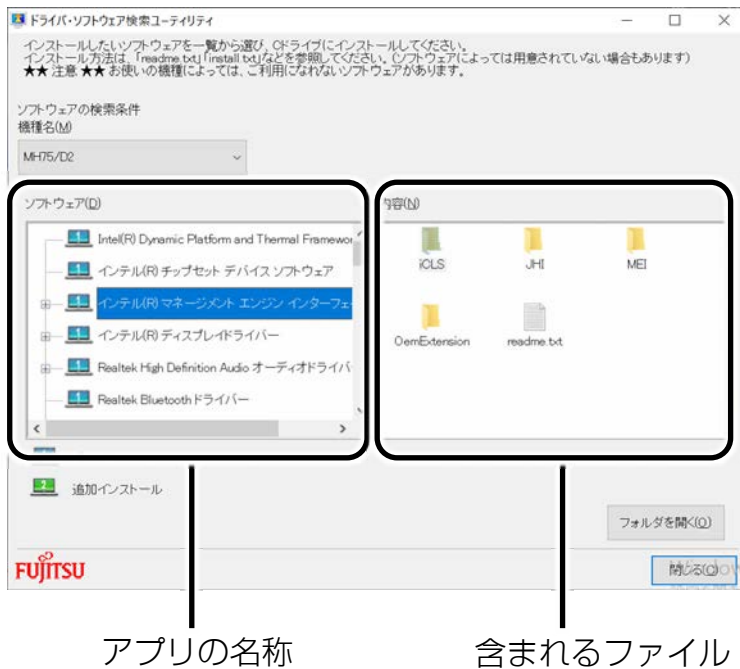 ドライバ・ソフトウェア検索ユーティリティ
インストールしたいソフトウェアを一覧から選び、Cドライブにインストールしてください。
インストール方法は、「readme.txt」「install.txt」などを参照してください。(ソフトウェアによっては用意されていない場合もあります)
★★ 注意 ★★ お使いの機種によっては、ご利用になれないソフトウェアがあります。
ソフトウェアの検索条件
機種名(M)
MH75/D2
ソフトウェア(D)
内容(N)
Intel(R) Dynamic Platform and Thermal Framewor
インテル(R) チップセット デバイス ソフトウェア
インテル(R) マネージメント エンジン インターフェ
インテル(R) ディスプレイドライバー
Realtek High Definition Audio オーディオドライバ
Realtek Bluetooth ドライバー
iCLS
JHI
MEI
OemExtension
readme.txt
追加インストール
フォルダを開く(O)
FUJITSU
閉じる(C)
アプリの名称
含まれるファイル